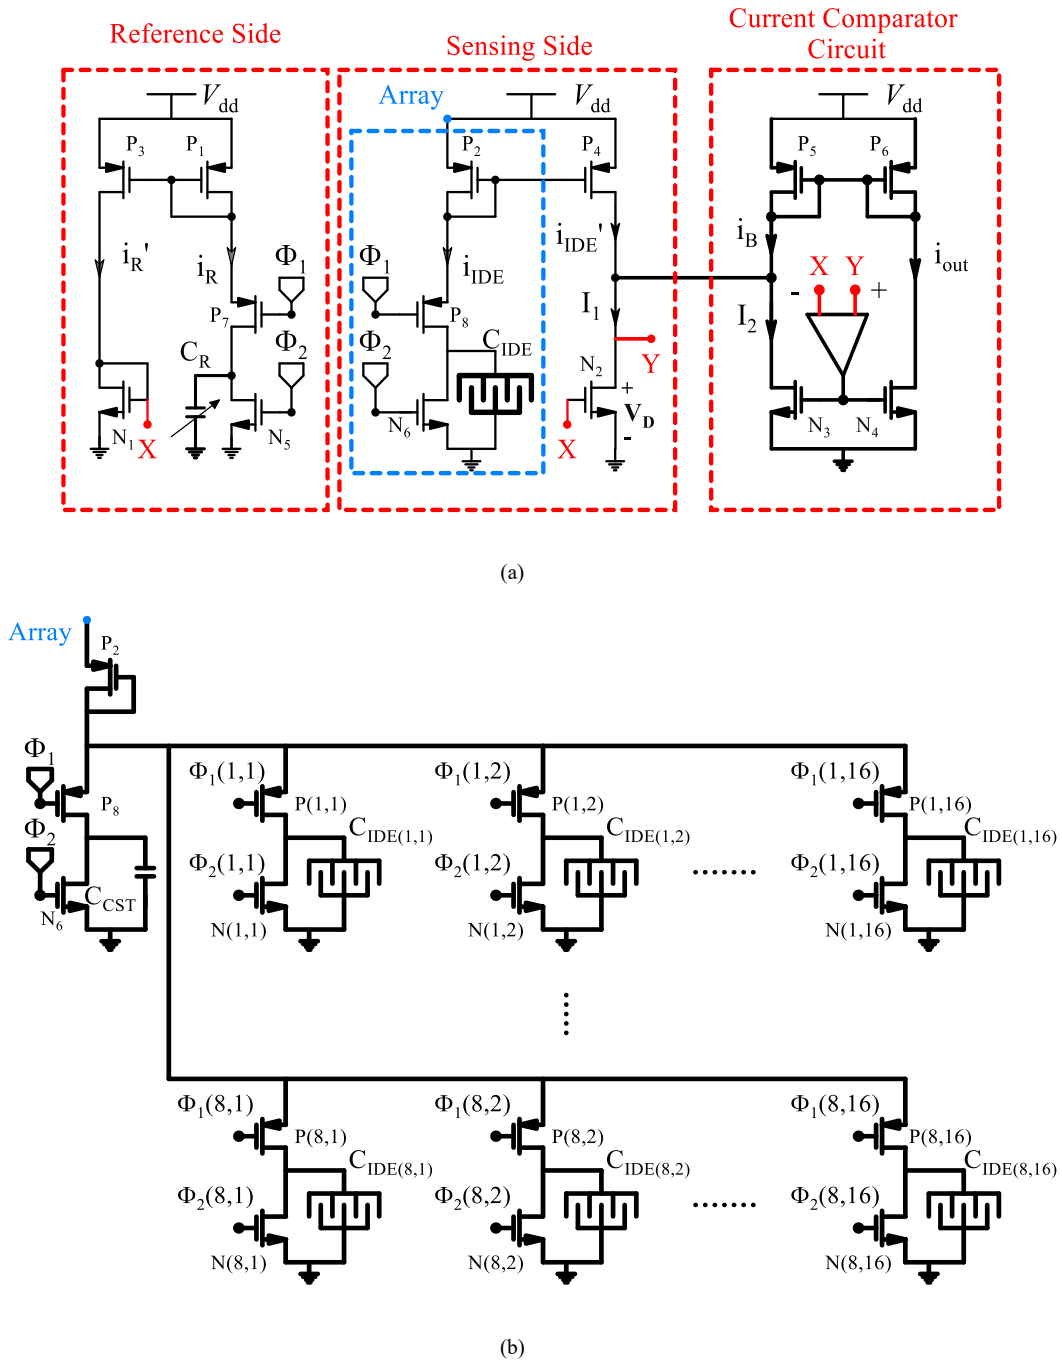 Reference Side
Sensing Side
Current Comparator
Circuit
Array
Vdd
Vdd
Vdd
P3
P1
P2
P4
P5
P6
iR'
iR
Φ1
Φ1
iIDE
iIDE'
iB
iout
X Y
- +
P7
P8
I1
I2
CR
Φ2
Φ2
CIDE
N2
Y
+
VD
-
N1
X
N5
N6
X
N3
N4
(a)
Array
P2
Φ1
P8
Φ2
N6
CCST
Φ1(1,1)
Φ1(1,2)
Φ1(1,16)
P(1,1)
P(1,2)
P(1,16)
CIDE(1,1)
CIDE(1,2)
CIDE(1,16)
Φ2(1,1)
Φ2(1,2)
Φ2(1,16)
.......
N(1,1)
N(1,2)
N(1,16)
Φ1(8,1)
Φ1(8,2)
Φ1(8,16)
P(8,1)
P(8,2)
P(8,16)
CIDE(8,1)
CIDE(8,2)
CIDE(8,16)
Φ2(8,1)
Φ2(8,2)
Φ2(8,16)
.......
N(8,1)
N(8,2)
N(8,16)
(b)